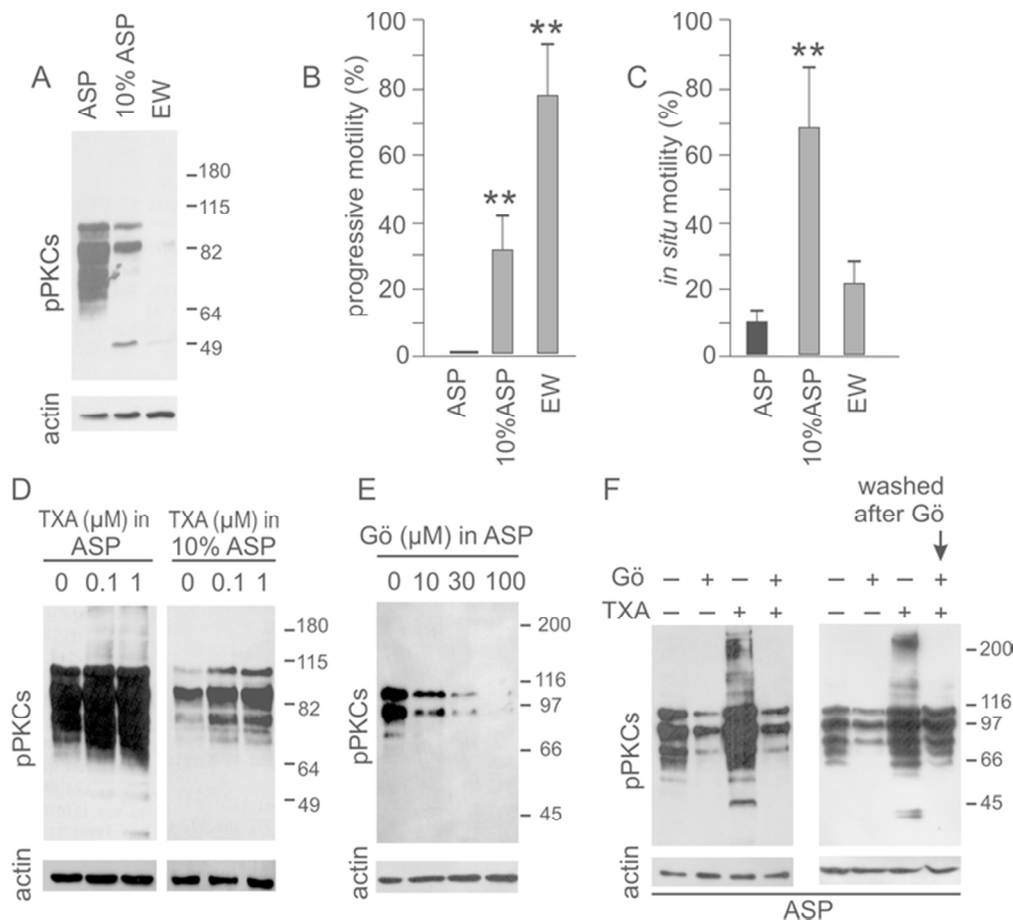 A
ASP
10% ASP
EW
pPKCs
180
115
82
64
49
actin
B
progressive motility (%)
100
80
60
40
20
0
**
**
ASP
10%ASP
EW
C
in situ motility (%)
100
80
60
40
20
0
**
ASP
10%ASP
EW
D
TXA (µM) in
ASP
TXA (µM) in
10% ASP
0 0.1 1
0 0.1 1
pPKCs
180
115
82
64
49
actin
E
Gö (µM) in ASP
0 10 30 100
pPKCs
200
116
97
66
45
actin
F
washed
after Gö
Gö − + − + − + − +
TXA − − + + − − + +
pPKCs
200
116
97
66
45
actin
ASP